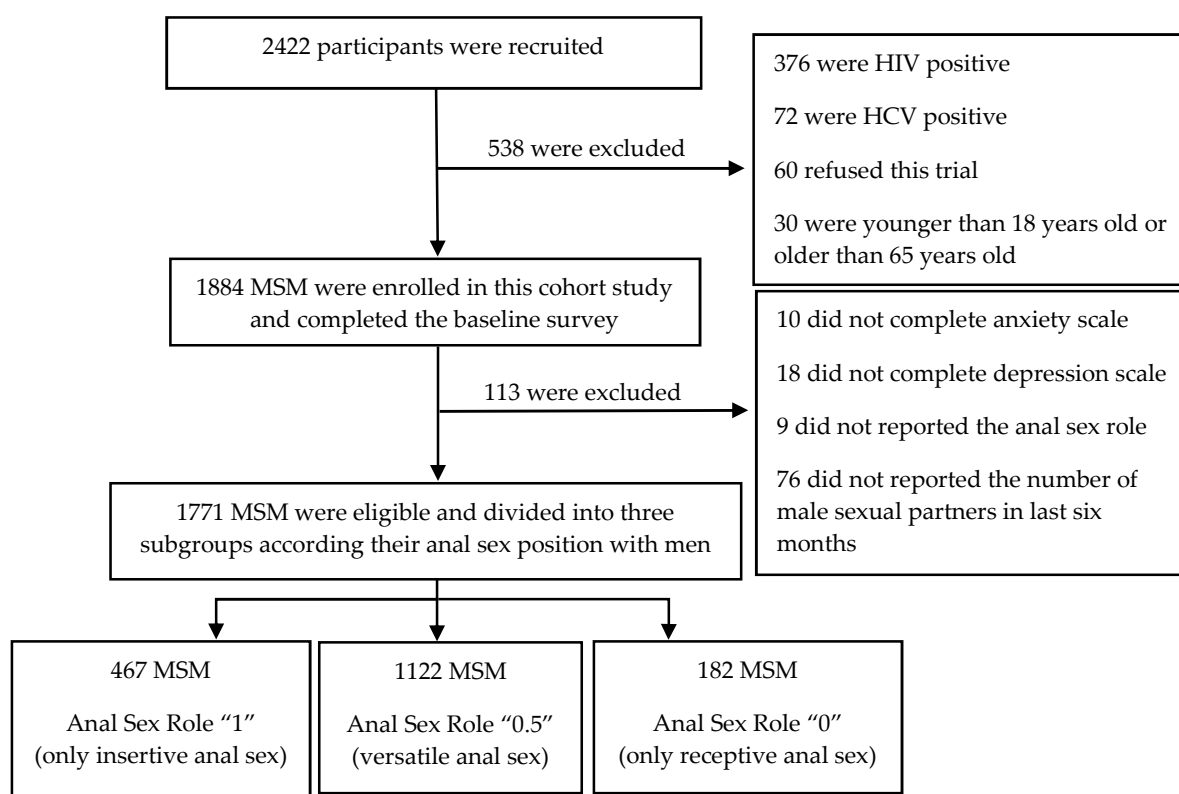 2422 participants were recruited
376 were HIV positive
72 were HCV positive
538 were excluded
60 refused this trial
30 were younger than 18 years old or
older than 65 years old
1884 MSM were enrolled in this cohort study
and completed the baseline survey
10 did not complete anxiety scale
18 did not complete depression scale
113 were excluded
9 did not reported the anal sex role
76 did not reported the number of
male sexual partners in last six
months
1771 MSM were eligible and divided into three
subgroups according their anal sex position with men
467 MSM
Anal Sex Role “1”
(only insertive anal sex)
1122 MSM
Anal Sex Role “0.5”
(versatile anal sex)
182 MSM
Anal Sex Role “0”
(only receptive anal sex)